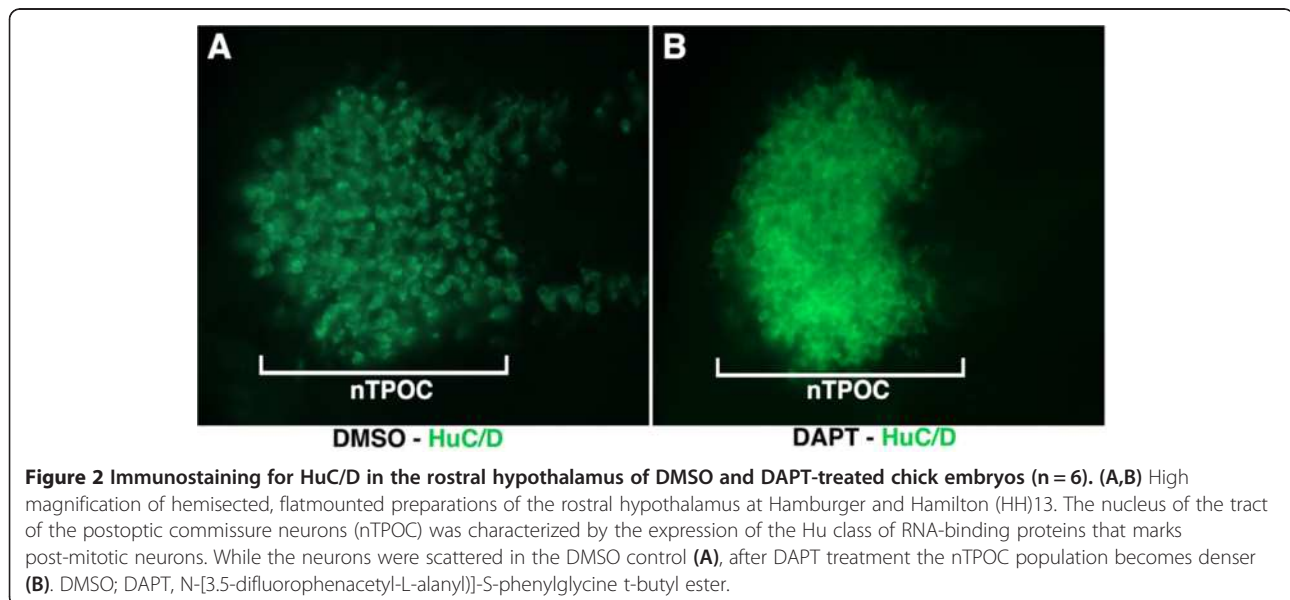 A
B
nTPOC
nTPOC
DMSO - HuC/D
DAPT - HuC/D
Figure 2 Immunostaining for HuC/D in the rostral hypothalamus of DMSO and DAPT-treated chick embryos (n = 6). (A,B) High
magnification of hemisected, flatmounted preparations of the rostral hypothalamus at Hamburger and Hamilton (HH)13. The nucleus of the tract
of the postoptic commissure neurons (nTPOC) was characterized by the expression of the Hu class of RNA-binding proteins that marks
post-mitotic neurons. While the neurons were scattered in the DMSO control (A), after DAPT treatment the nTPOC population becomes denser
(B). DMSO; DAPT, N-[3.5-difluorophenacetyl-L-alanyl)]-S-phenylglycine t-butyl ester.